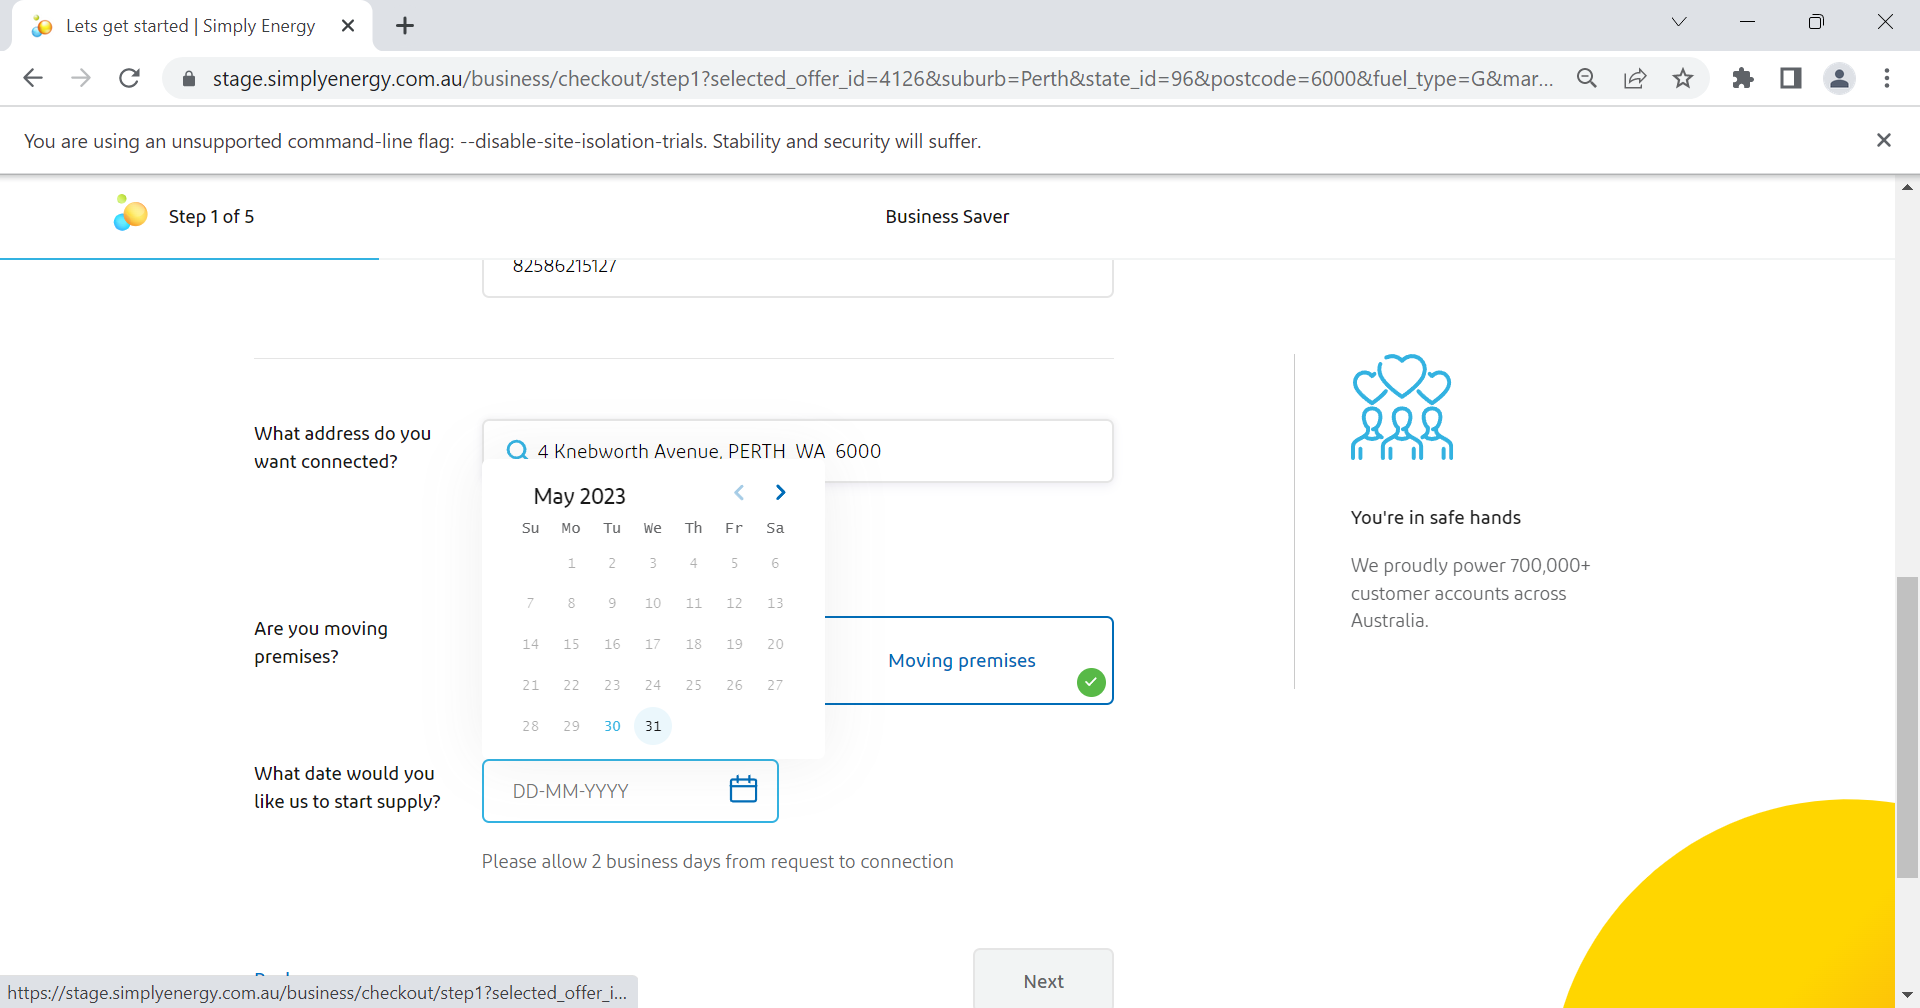 Lets get started | Simply Energy
stage.simplyenergy.com.au/business/checkout/step1?selected_offer_id=4126&suburb=Perth&state_id=96&postcode=6000&fuel_type=G&mar...
You are using an unsupported command-line flag: --disable-site-isolation-trials. Stability and security will suffer.
Step 1 of 5
Business Saver
82586215127
What address do you
want connected?
4 Knebworth Avenue, PERTH WA 6000
May 2023
Su Mo Tu We Th Fr Sa
1 2 3 4 5 6
7 8 9 10 11 12 13
14 15 16 17 18 19 20
21 22 23 24 25 26 27
28 29 30 31
Are you moving
premises?
Moving premises
What date would you
like us to start supply?
DD-MM-YYYY
Please allow 2 business days from request to connection
You're in safe hands
We proudly power 700,000+
customer accounts across
Australia.
Next
https://stage.simplyenergy.com.au/business/checkout/step1?selected_offer_i...